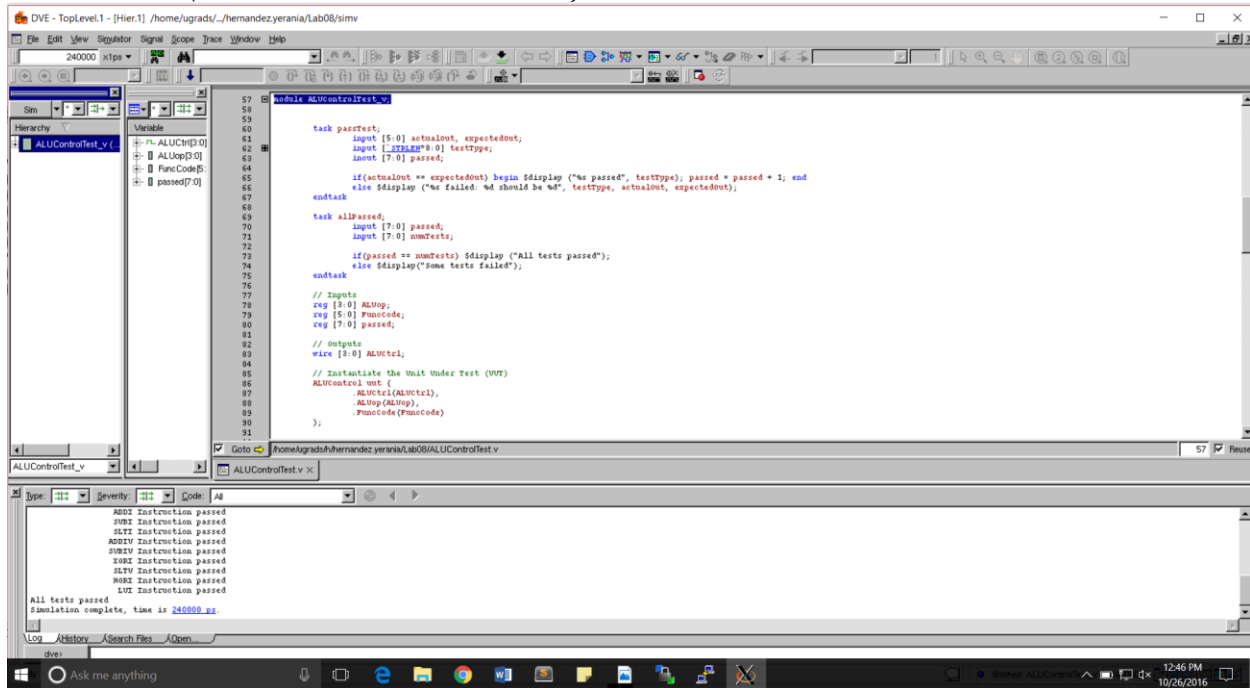 DVE - TopLevel.1 - [Hier.1] /home/ugrads/.../hernandez.yerania/Lab08/simv
File Edit View Simulator Signal Scope Trace Window Help
240000 x1ps
Sim
Hierarchy
Variable
ALUControlTest_v (...
ALUCtrl[3:0]
ALUop[3:0]
FuncCode[5:
passed[7:0]
57 module ALUControlTest_v;
58
59
60 task passTest;
61 input [5:0] actualOut, expectedOut;
62 input [`STRLEN*8:0] testType;
63 inout [7:0] passed;
64
65 if(actualOut == expectedOut) begin $display ("%s passed", testType); passed = passed + 1; end
66 else $display ("%s failed: %d should be %d", testType, actualOut, expectedOut);
67 endtask
68
69 task allPassed;
70 input [7:0] passed;
71 input [7:0] numTests;
72
73 if(passed == numTests) $display ("All tests passed");
74 else $display("Some tests failed");
75 endtask
76
77 // Inputs
78 reg [3:0] ALUop;
79 reg [5:0] FuncCode;
80 reg [7:0] passed;
81
82 // Outputs
83 wire [3:0] ALUCtrl;
84
85 // Instantiate the Unit Under Test (UUT)
86 ALUControl uut (
87 .ALUCtrl(ALUCtrl),
88 .ALUop(ALUop),
89 .FuncCode(FuncCode)
90 );
91
Goto /home/ugrads/h/hernandez.yerania/Lab08/ALUControlTest.v 57 Reuse
ALUControlTest_v
ALUControlTest.v
Type: Severity: Code: All
ADDI Instruction passed
SUBI Instruction passed
SLTI Instruction passed
ADDIU Instruction passed
SUBIU Instruction passed
XORI Instruction passed
SLTU Instruction passed
NORI Instruction passed
LUI Instruction passed
All tests passed
Simulation complete, time is 240000 ps.
Log History Search Files Open...
dve>
Ask me anything
12:46 PM
10/26/2016